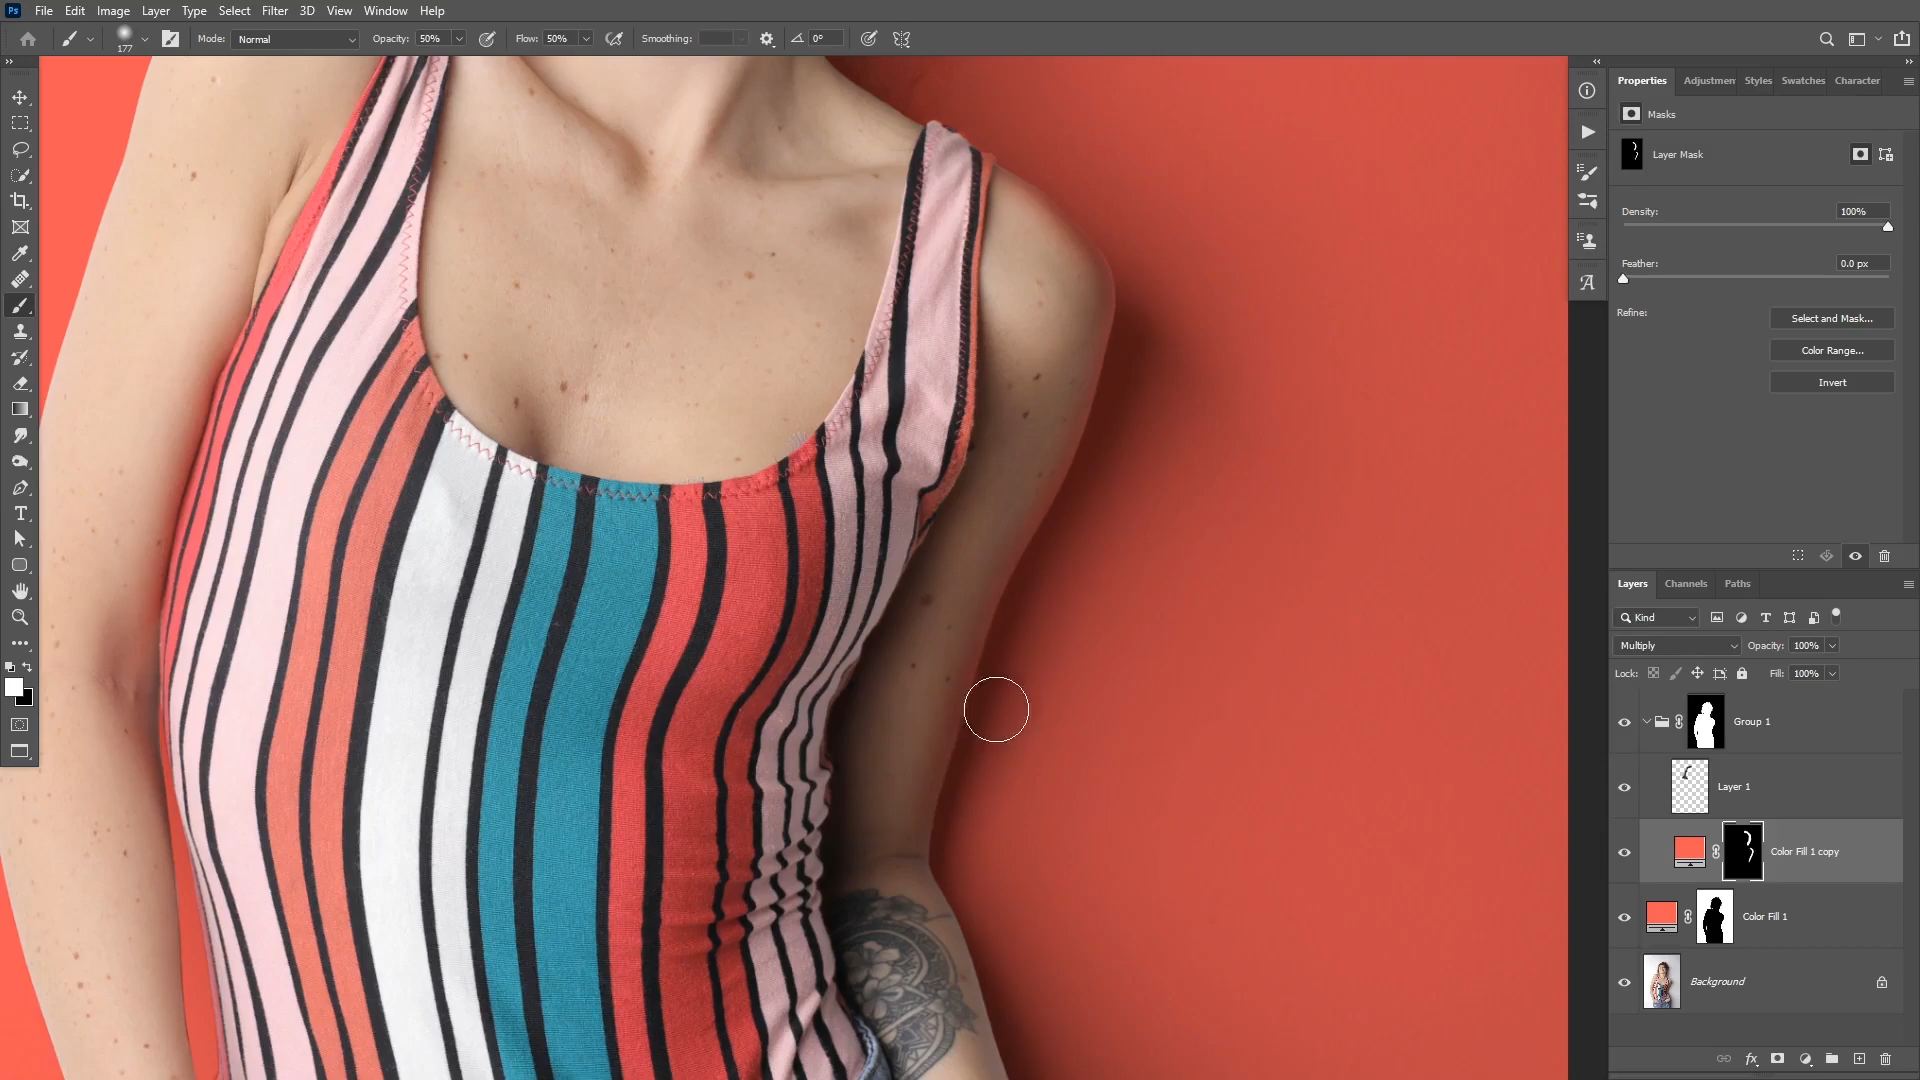 Ps File Edit Image Layer Type Select Filter 3D View Window Help
177 Mode: Normal Opacity: 50% Flow: 50% Smoothing: 0°
Properties Adjustmen Styles Swatches Character
Masks
Layer Mask
Density: 100%
Feather: 0.0 px
Refine: Select and Mask...
Color Range...
Invert
Layers Channels Paths
Kind
Multiply Opacity: 100%
Lock: Fill: 100%
Group 1
Layer 1
Color Fill 1 copy
Color Fill 1
Background